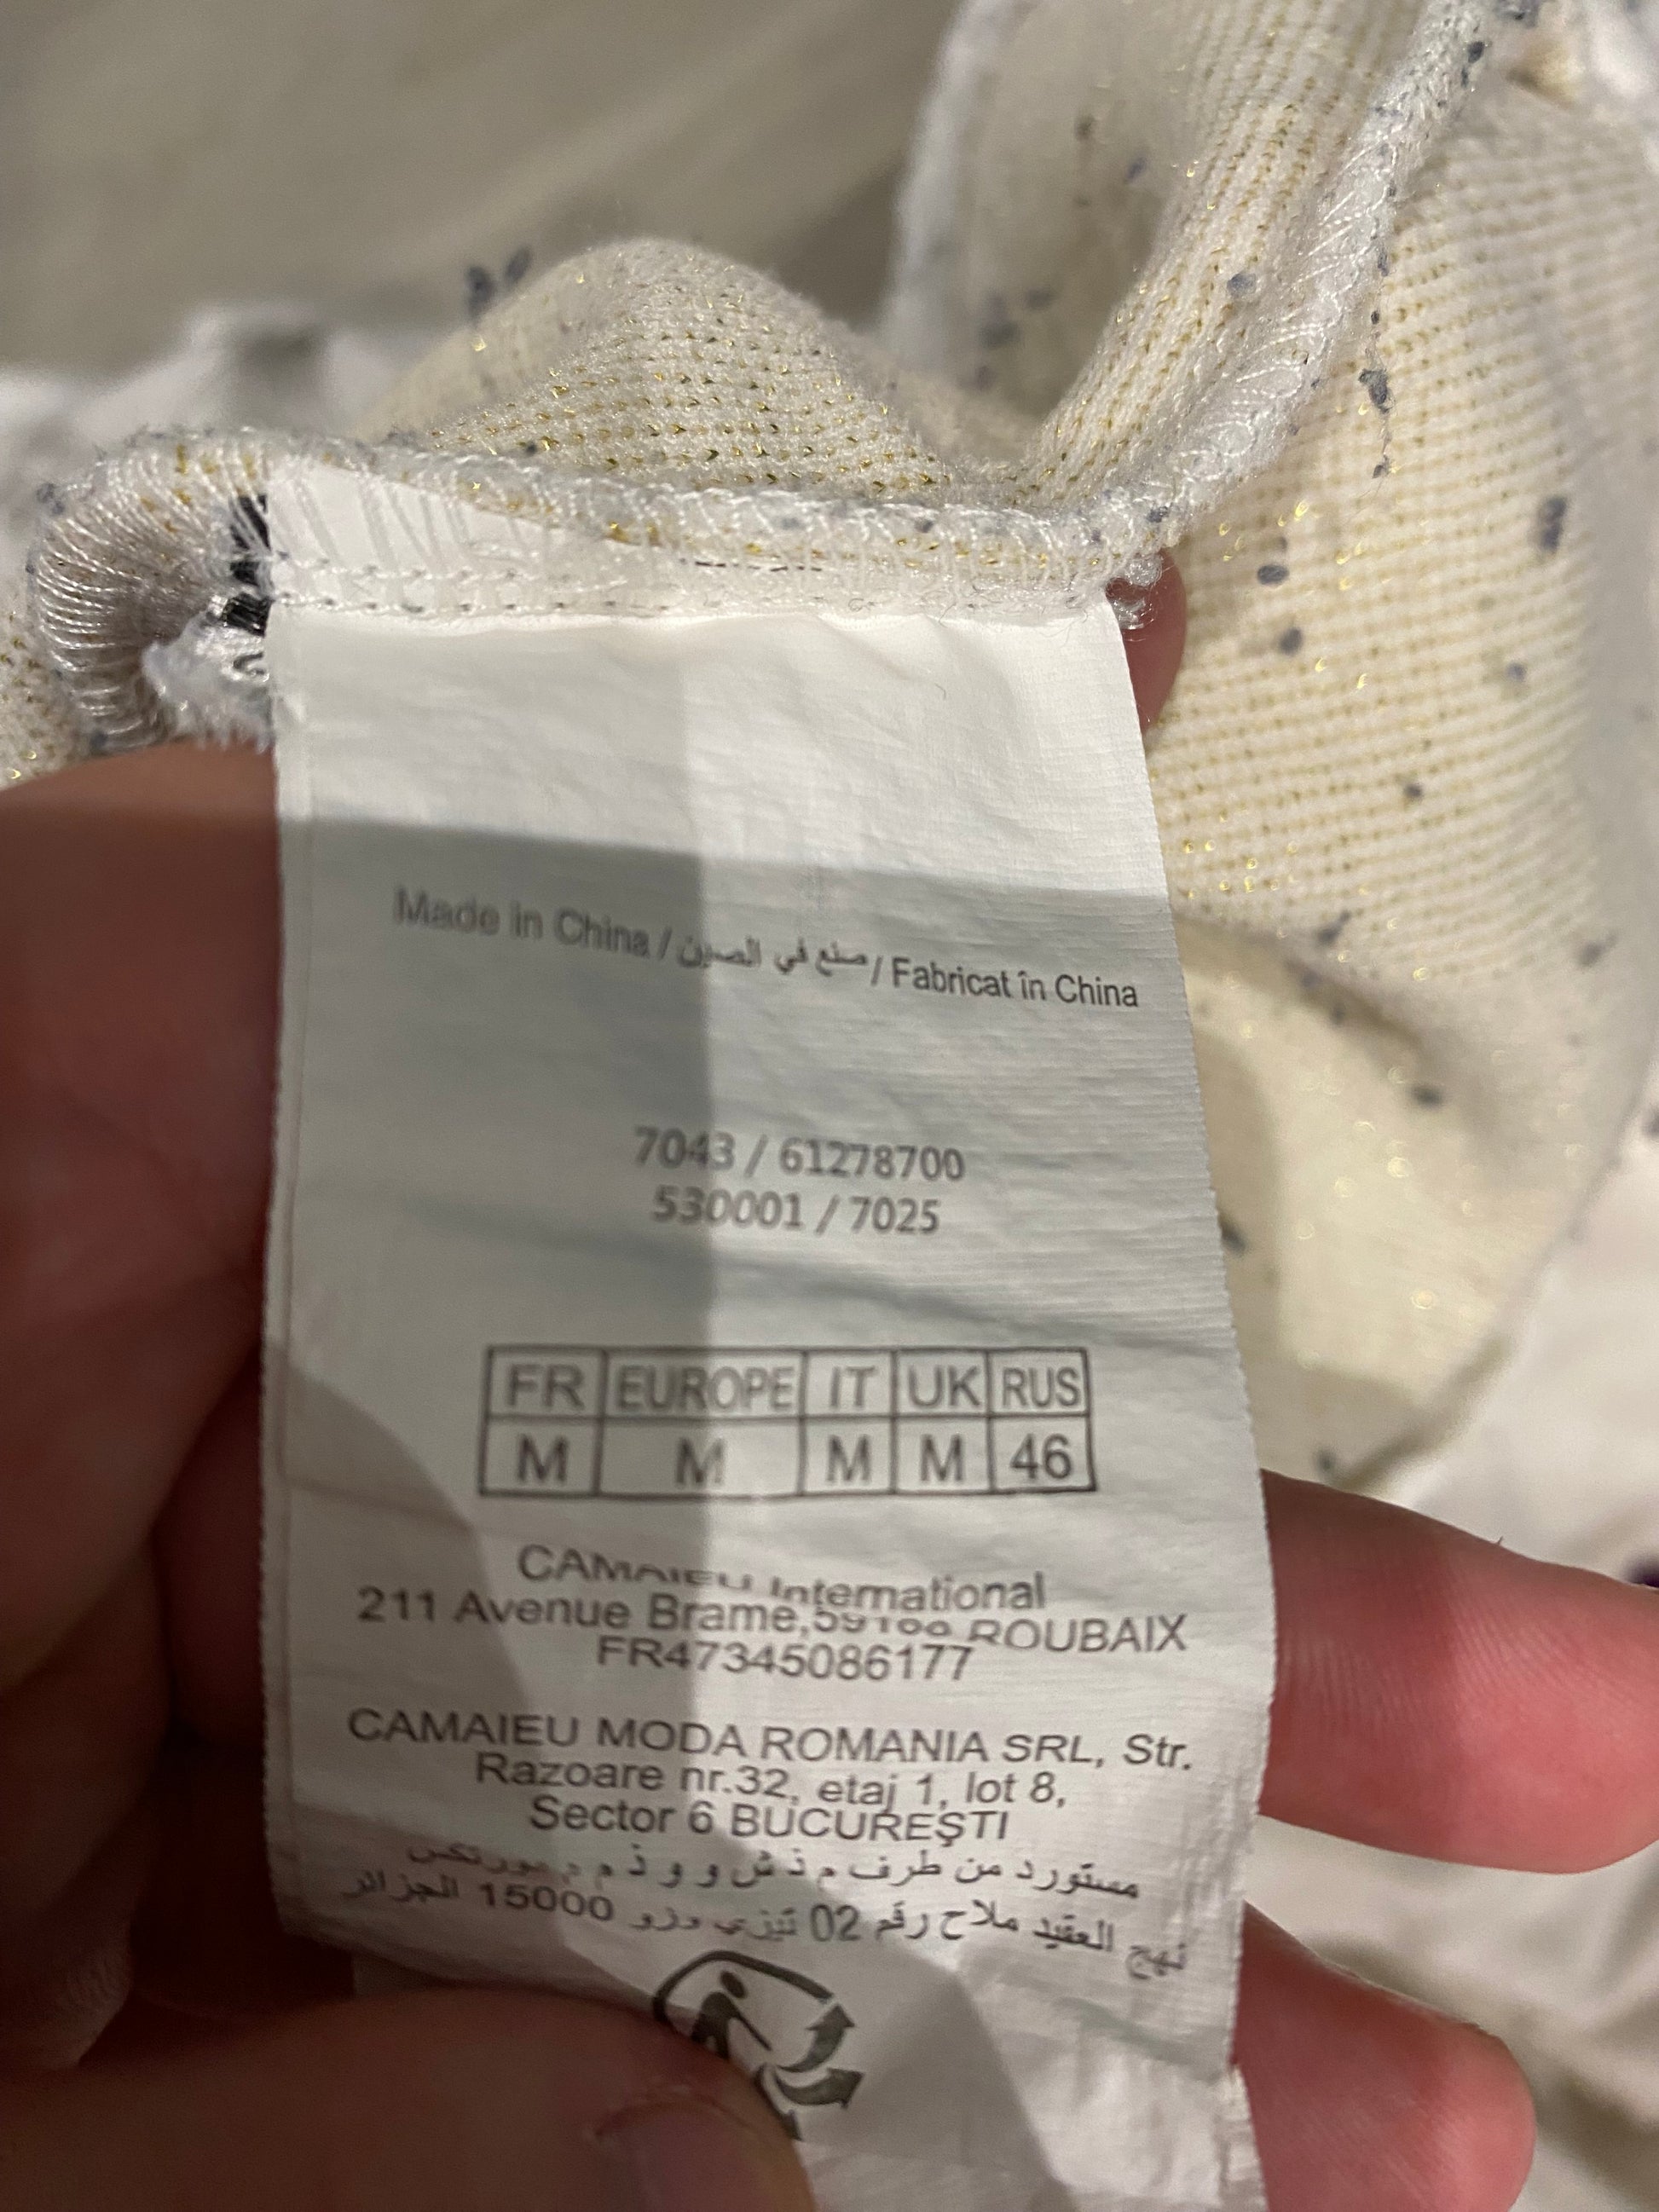 Made in China / صنع في الصين / Fabricat în China
7043 / 61278700
530001 / 7025
FR EUROPE IT UK RUS
M M M M 46
CAMAIEU International
211 Avenue Brame, 59100 ROUBAIX
FR47345086177
CAMAIEU MODA ROMANIA SRL, Str.
Razoare nr.32, etaj 1, lot 8,
Sector 6 BUCUREŞTI
مستورد من طرف م ذ ش و و ذ م م
نهج العقيد ملاح رقم 02 تيزي وزو 15000 الجزائر